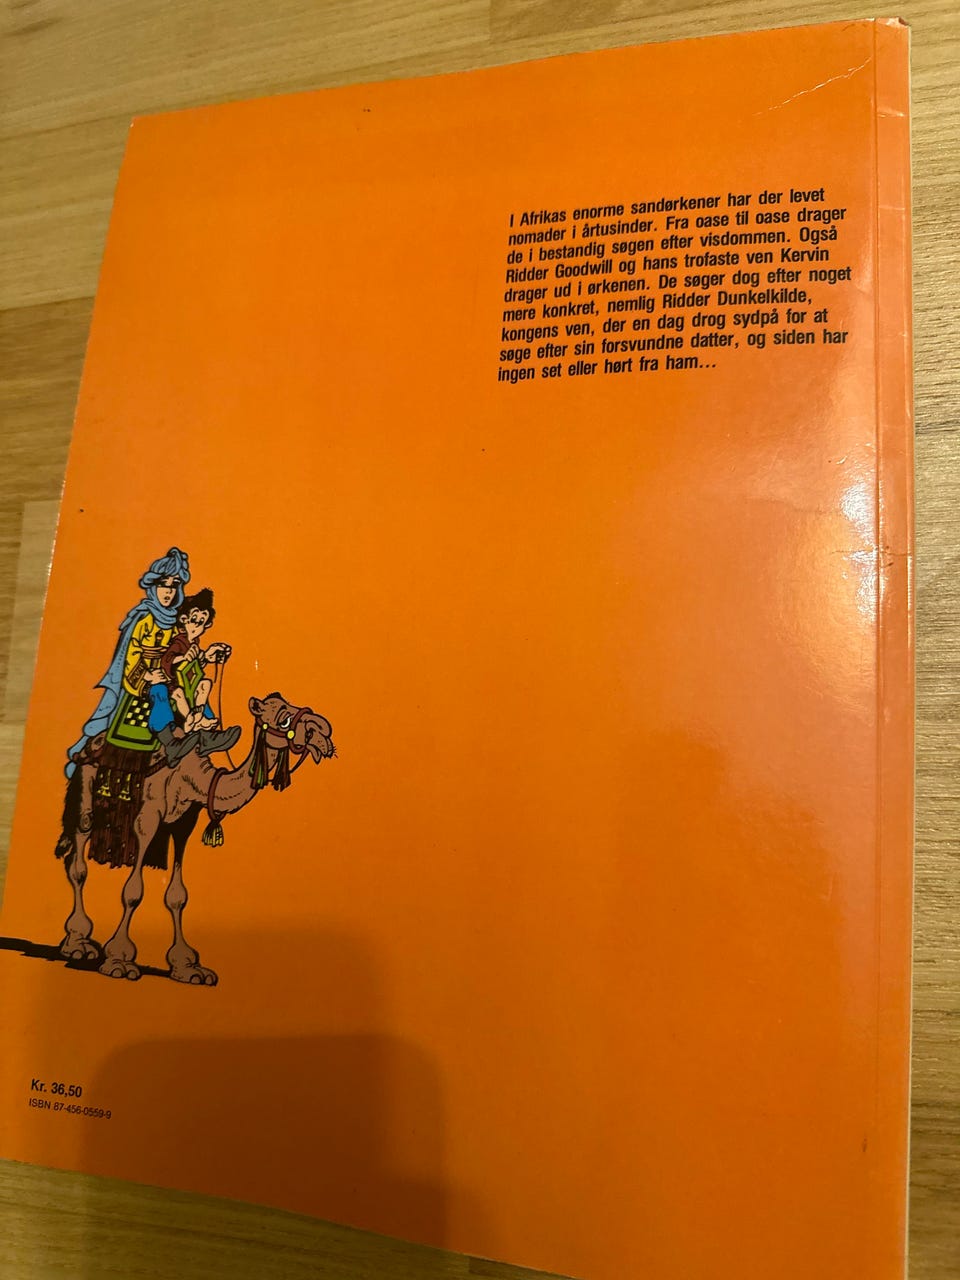 I Afrikas enorme sandørkener har der levet
nomader i årtusinder. Fra oase til oase drager
de i bestandig søgen efter visdommen. Også
Ridder Goodwill og hans trofaste ven Kervin
drager ud i ørkenen. De søger dog efter noget
mere konkret, nemlig Ridder Dunkelkilde,
kongens ven, der en dag drog sydpå for at
søge efter sin forsvundne datter, og siden har
ingen set eller hørt fra ham...
Kr. 36,50
ISBN 87-456-0559-9